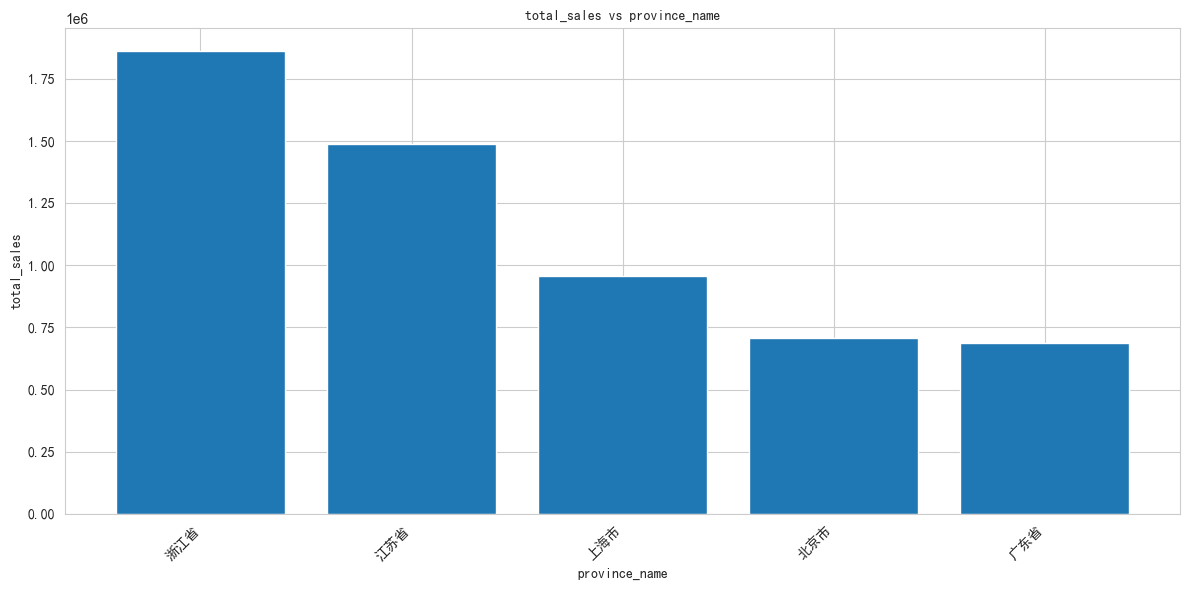 total_sales vs province_name
1e6
1.75
1.50
1.25
1.00
0.75
0.50
0.25
0.00
total_sales
浙江省
江苏省
上海市
北京市
广东省
province_name